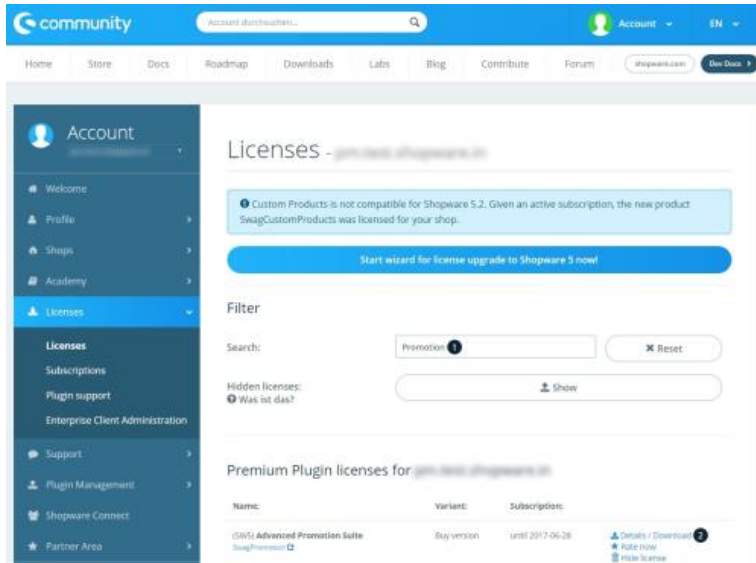 community
Account durchsuchen...
Account
EN
Home
Store
Docs
Roadmap
Downloads
Labs
Blog
Contribute
Forum
shopware.com
Dev Docs
Account
Licenses -
Welcome
Profile
Shops
Academy
Licenses
Licenses
Subscriptions
Plugin support
Enterprise Client Administration
Support
Plugin Management
Shopware Connect
Partner Area
Custom Products is not compatible for Shopware 5.2. Given an active subscription, the new product
SwagCustomProducts was licensed for your shop.
Start wizard for license upgrade to Shopware 5 now!
Filter
Search:
Promotion 1
Reset
Hidden licenses:
Was ist das?
Show
Premium Plugin licenses for
Name:
Variant:
Subscription:
(SW5) Advanced Promotion Suite
SwagPromotion
Buy version
until 2017-06-28
Details / Download 2
Rate now
Hide license